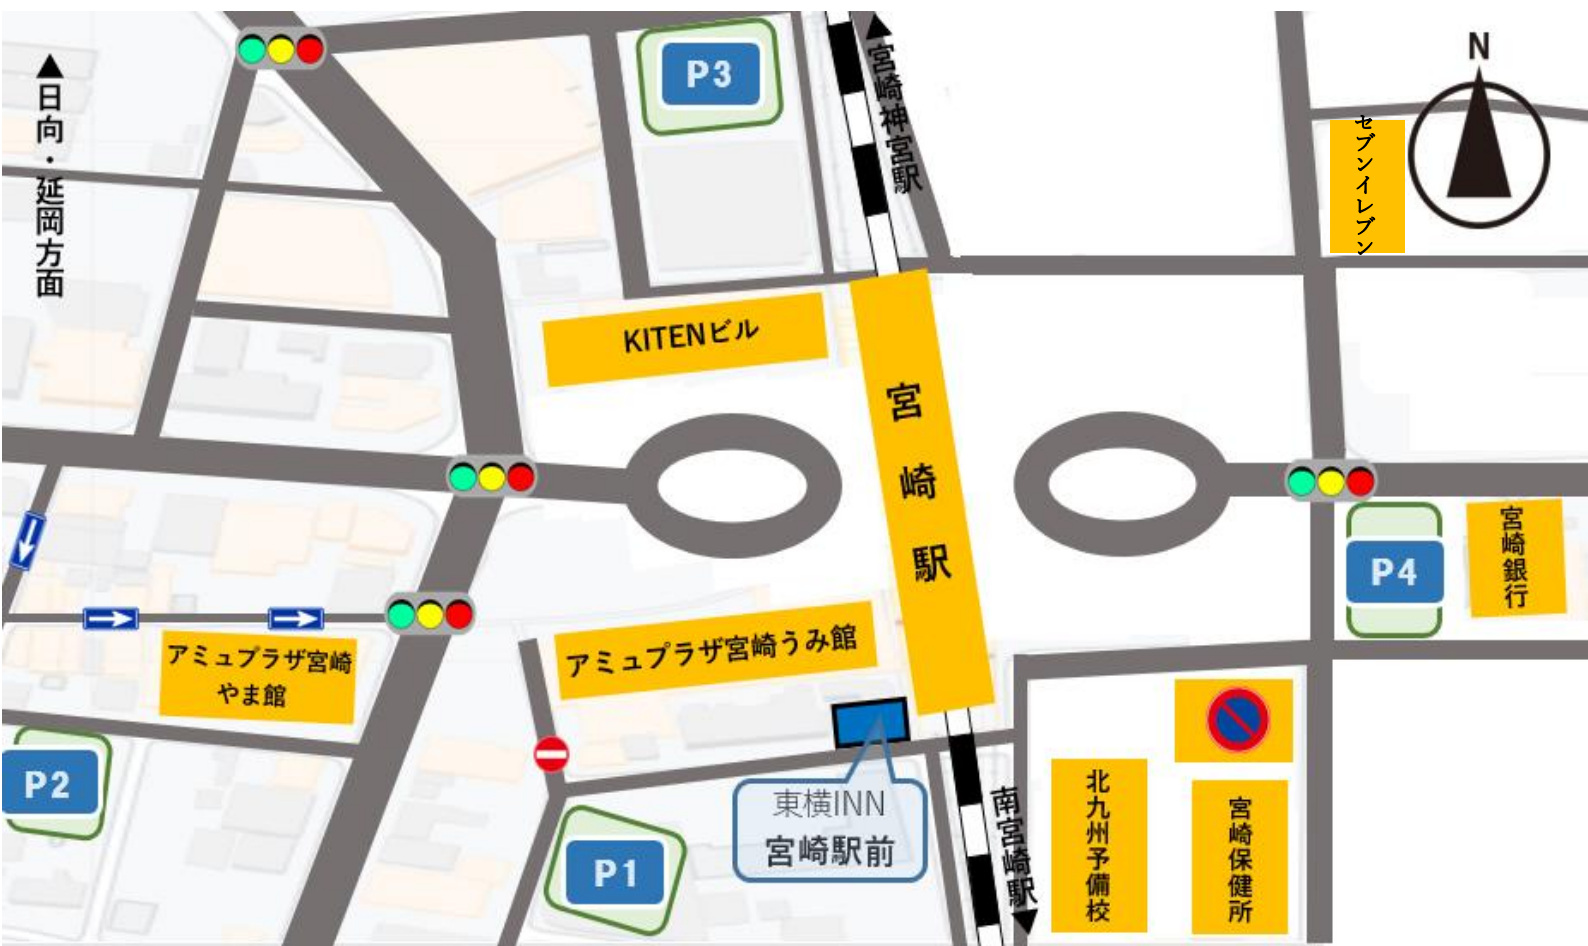 N
P3
▲宮崎神宮駅
▲日向・延岡方面
セブンイレブン
KITENビル
宮崎駅
P4
宮崎銀行
アミュプラザ宮崎うみ館
アミュプラザ宮崎
やま館
P2
P1
東横INN
宮崎駅前
南宮崎駅▼
北九州予備校
宮崎保健所